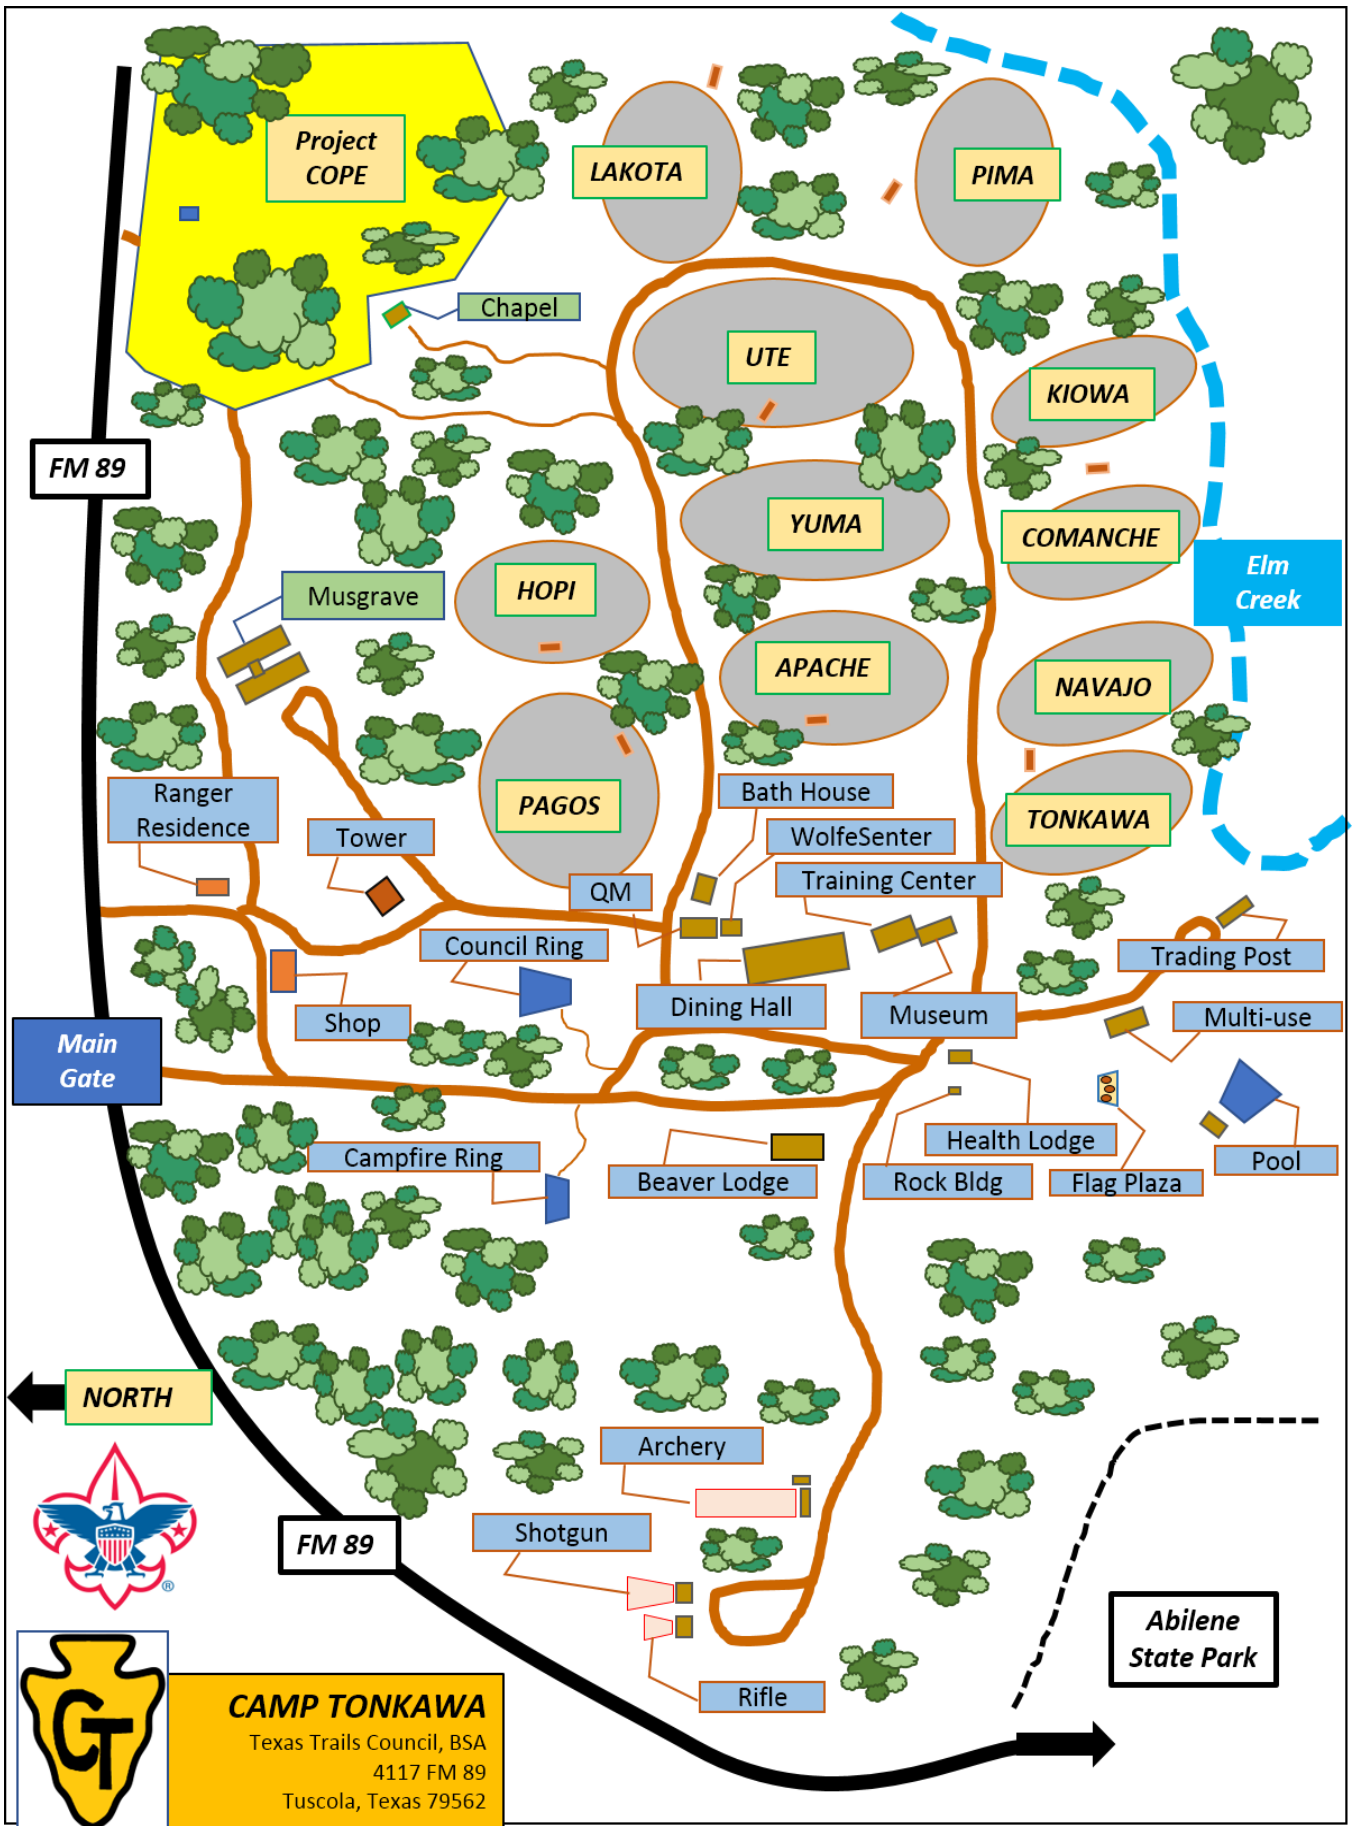 Project
COPE
LAKOTA
PIMA
Chapel
UTE
KIOWA
FM 89
YUMA
COMANCHE
HOPI
Musgrave
Elm
Creek
APACHE
NAVAJO
Ranger
Residence
PAGOS
Bath House
TONKAWA
Tower
WolfeSenter
QM
Training Center
Council Ring
Trading Post
Shop
Dining Hall
Museum
Multi-use
Main
Gate
Campfire Ring
Health Lodge
Beaver Lodge
Rock Bldg
Flag Plaza
Pool
NORTH
Archery
Shotgun
FM 89
®
Abilene
State Park
Rifle
CT
CAMP TONKAWA
Texas Trails Council, BSA
4117 FM 89
Tuscola, Texas 79562